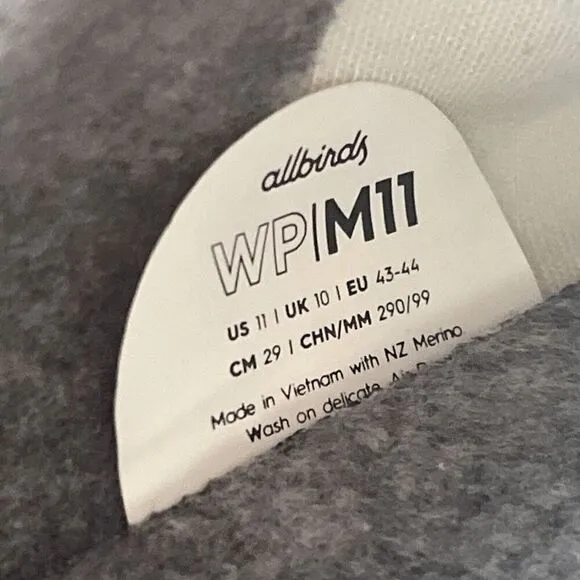 allbirds
WP|M11
US 11 | UK 10 | EU 43-44
CM 29 | CHN/MM 290/99
Made in Vietnam with NZ Merino
Wash on delicate. Air